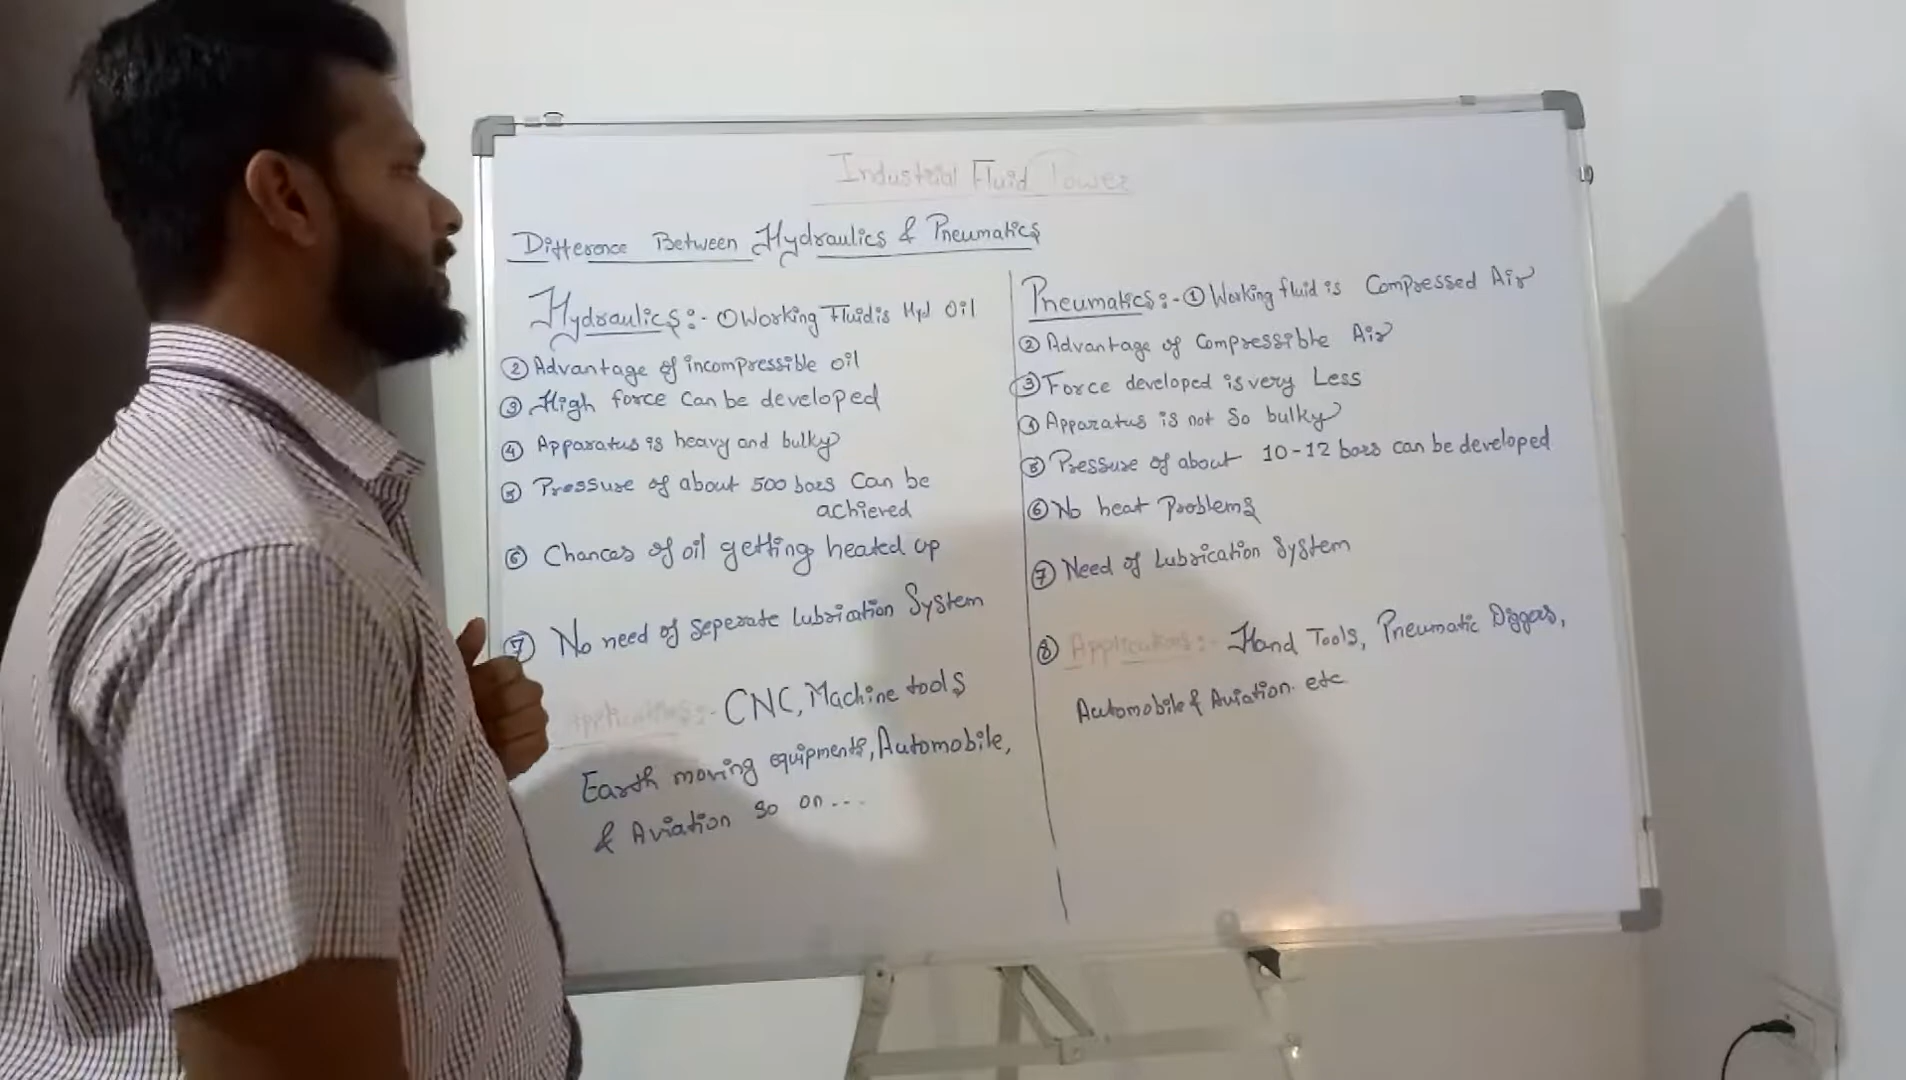 Industrial Fluid Power
Difference Between Hydraulics & Pneumatics
Hydraulics:- ① Working Fluid is Hyd Oil
② Advantage of incompressible oil
③ High force Can be developed
④ Apparatus is heavy and bulky
⑤ Pressure of about 500 bars Can be
achieved
⑥ Chances of oil getting heated up
⑦ No need of seperate Lubriation System
Applications:- CNC, Machine tools
Earth moving equipments, Automobile,
& Aviation so on...
Pneumatics:- ① Working fluid is Compressed Air
② Advantage of Compressible Air
③ Force developed is very Less
④ Apparatus is not So bulky
⑤ Pressure of about 10-12 bars can be developed
⑥ No heat Problems
⑦ Need of Lubrication System
⑧ Applications:- Hand Tools, Pneumatic Diggers,
Automobile & Aviation. etc